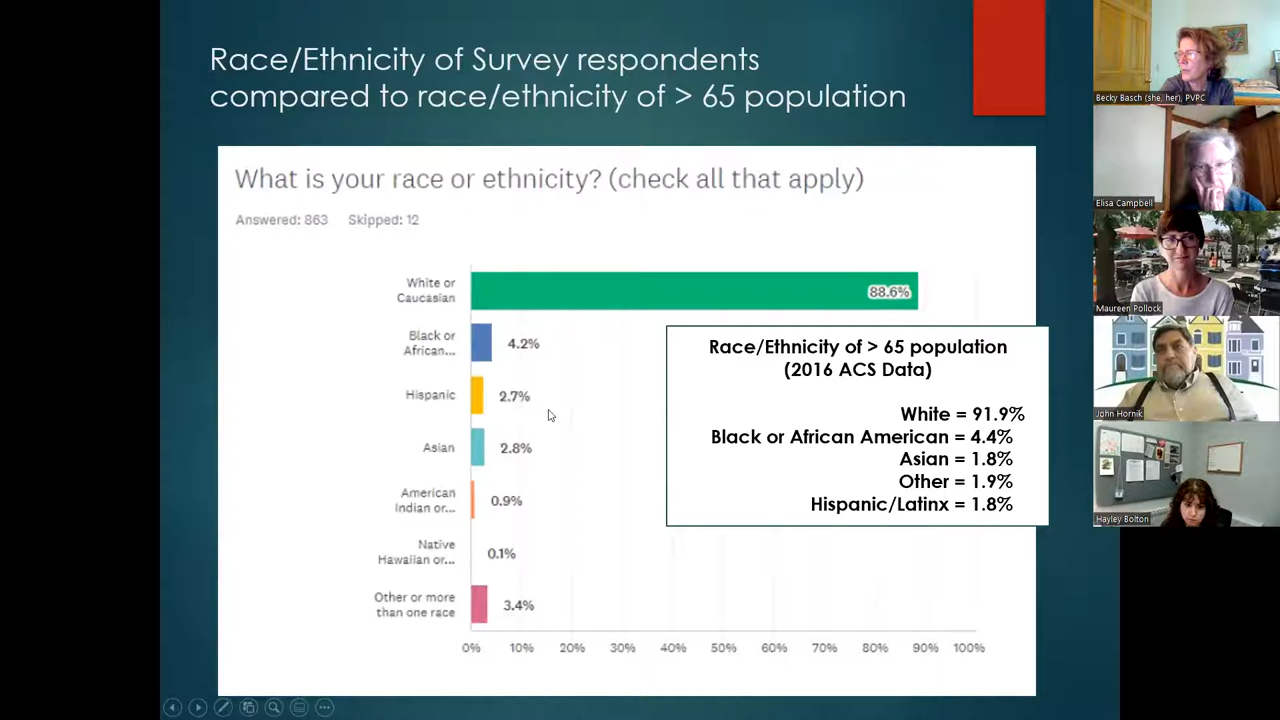 Race/Ethnicity of Survey respondents
compared to race/ethnicity of > 65 population
What is your race or ethnicity? (check all that apply)
Answered: 863 Skipped: 12
White or
Caucasian
88.6%
Black or
African...
4.2%
Hispanic
2.7%
Asian
2.8%
American
Indian or...
0.9%
Native
Hawaiian or...
0.1%
Other or more
than one race
3.4%
0% 10% 20% 30% 40% 50% 60% 70% 80% 90% 100%
Race/Ethnicity of > 65 population
(2016 ACS Data)
White = 91.9%
Black or African American = 4.4%
Asian = 1.8%
Other = 1.9%
Hispanic/Latinx = 1.8%
Becky Basch (she, her), PVPC
Elisa Campbell
Maureen Pollock
John Hornik
Hayley Bolton